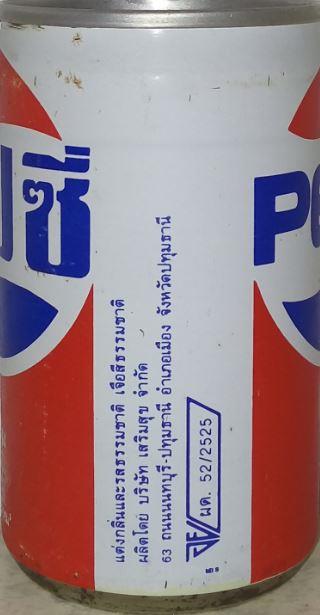 ป๊ซี่
PE
แต่งกลิ่นและรสธรรมชาติ เจือสีธรรมชาติ
ผลิตโดย บริษัท เสริมสุข จำกัด
63 ถนนนนทบุรี-ปทุมธานี อำเภอเมือง จังหวัดปทุมธานี
ผด. 52/2525